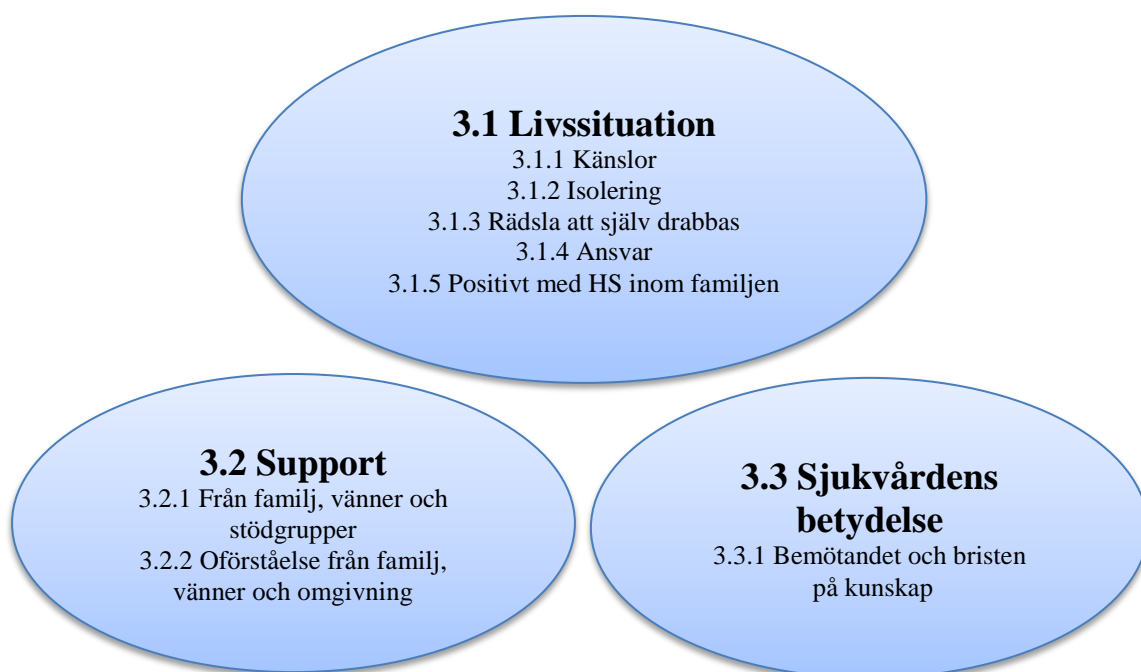 3.1 Livssituation
3.1.1 Känslor
3.1.2 Isolering
3.1.3 Rädsla att själv drabbas
3.1.4 Ansvar
3.1.5 Positivt med HS inom familjen
3.2 Support
3.2.1 Från familj, vänner och
stödgrupper
3.2.2 Oförståelse från familj,
vänner och omgivning
3.3 Sjukvårdens
betydelse
3.3.1 Bemötandet och bristen
på kunskap